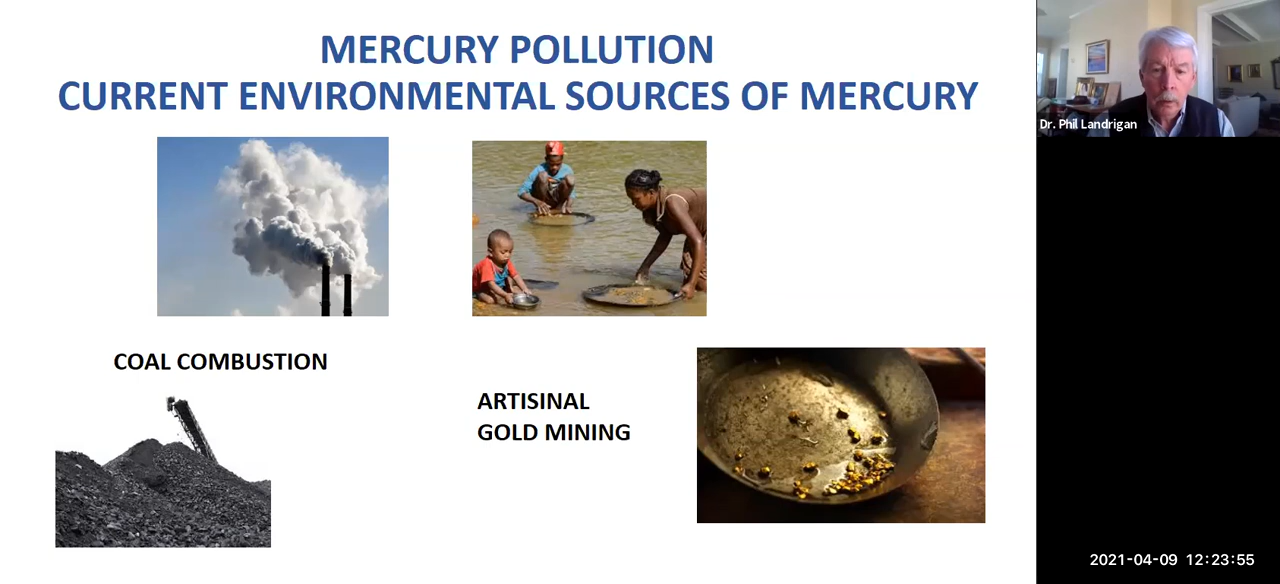 MERCURY POLLUTION
CURRENT ENVIRONMENTAL SOURCES OF MERCURY
Dr. Phil Landrigan
COAL COMBUSTION
ARTISINAL
GOLD MINING
2021-04-09 12:23:55